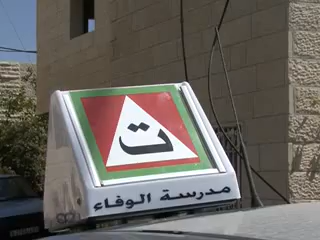 ت
مدرسة الوفاء